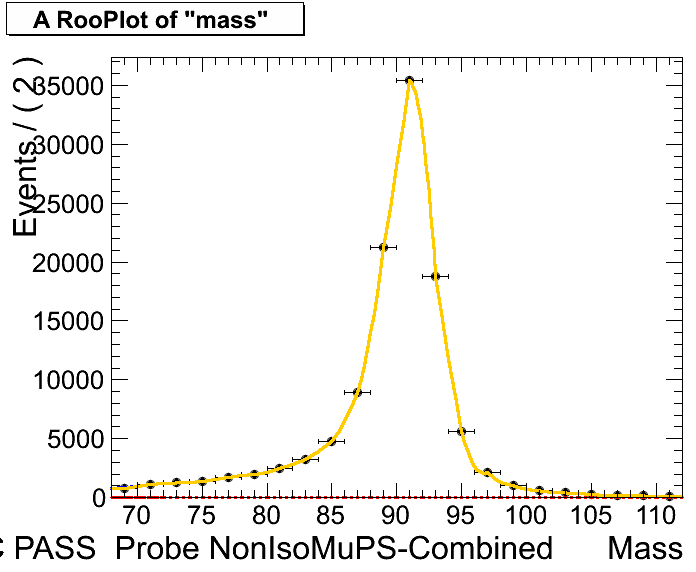 A RooPlot of "mass"
Events / ( 2 )
35000
30000
25000
20000
15000
10000
5000
0
70 75 80 85 90 95 100 105 110
C PASS Probe NonIsoMuPS-Combined Mass